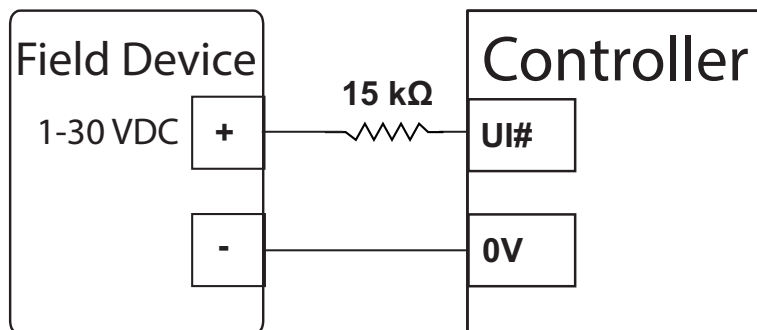 Field Device
Controller
15 kΩ
1-30 VDC
+
UI#
-
0V